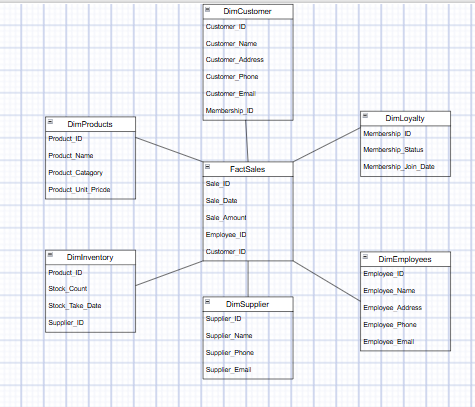 DimCustomer
Customer_ID
Customer_Name
Customer_Address
Customer_Phone
Customer_Email
Membership_ID
DimProducts
Product_ID
Product_Name
Product_Catagory
Product_Unit_Pricde
DimLoyalty
Membership_ID
Membership_Status
Membership_Join_Date
FactSales
Sale_ID
Sale_Date
Sale_Amount
Employee_ID
Customer_ID
DimInventory
Product_ID
Stock_Count
Stock_Take_Date
Supplier_ID
DimEmployees
Employee_ID
Employee_Name
Employee_Address
Employee_Phone
Employee_Email
DimSupplier
Supplier_ID
Supplier_Name
Supplier_Phone
Supplier_Email